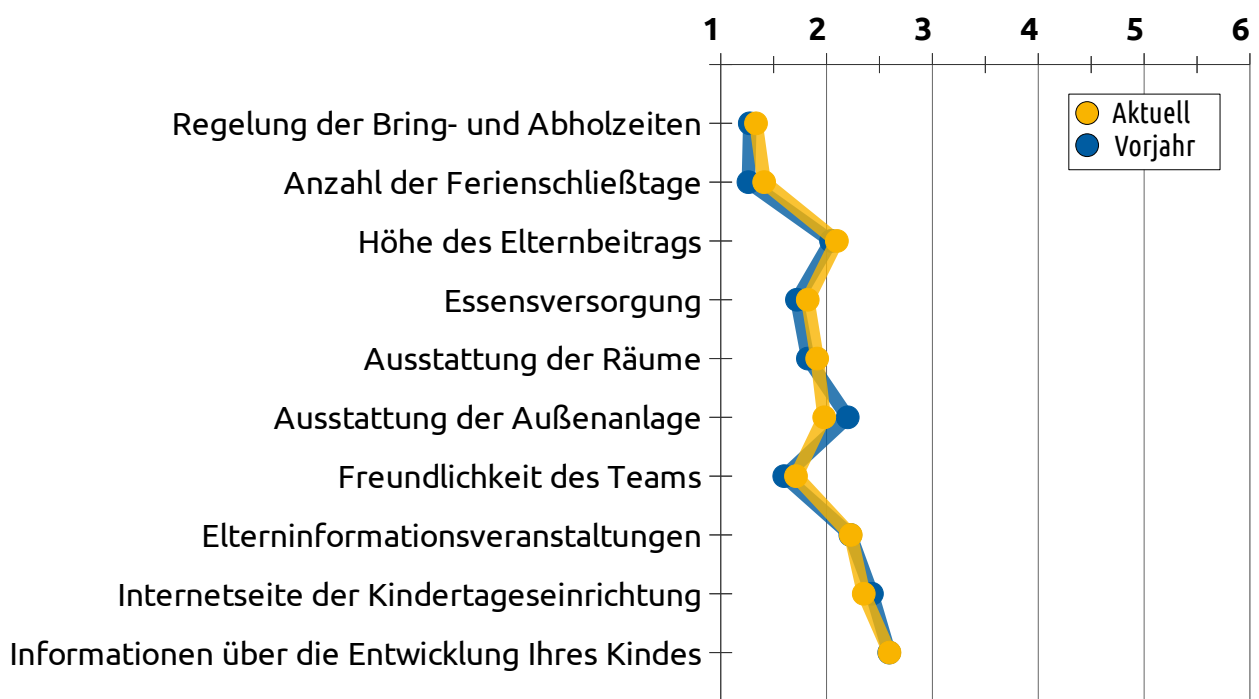 1 2 3 4 5 6
Aktuell
Vorjahr
Regelung der Bring- und Abholzeiten
Anzahl der Ferienschließtage
Höhe des Elternbeitrags
Essensversorgung
Ausstattung der Räume
Ausstattung der Außenanlage
Freundlichkeit des Teams
Elterninformationsveranstaltungen
Internetseite der Kindertageseinrichtung
Informationen über die Entwicklung Ihres Kindes